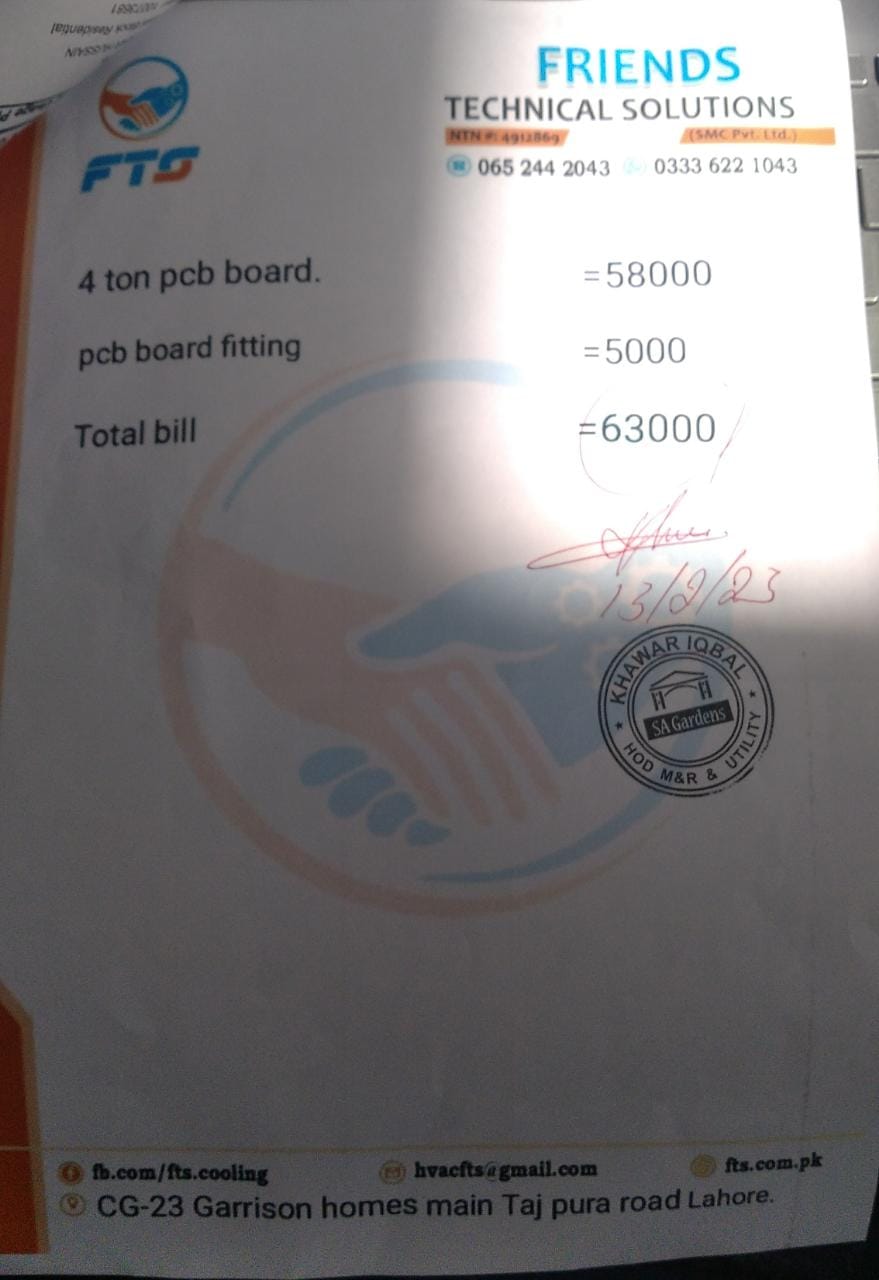 Residential
FTS
FRIENDS
TECHNICAL SOLUTIONS
NTN #: 4912869 (SMC Pvt. Ltd.)
065 244 2043 0333 622 1043
4 ton pcb board. =58000
pcb board fitting =5000
Total bill =63000
13/2/23
KHAWAR IQBAL
SA Gardens
HOD M&R & UTILITY
fb.com/fts.cooling hvacfts@gmail.com fts.com.pk
CG-23 Garrison homes main Taj pura road Lahore.